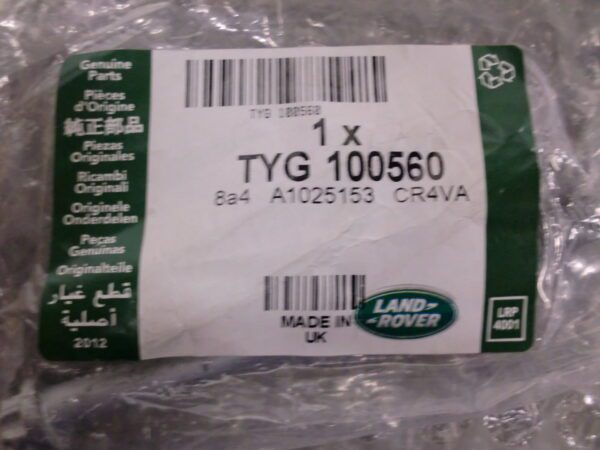 Genuine
Parts
Pièces
d'Origine
純正部品
Piezas
Originales
Ricambi
Originali
Originele
Onderdelen
Peças
Genuinas
Originalteile
قطع غيار
أصلية
2012
TYG 100560
1 x
TYG 100560
8a4 A1025153 CR4VA
MADE IN
UK
LAND-
-ROVER
LRP
4001